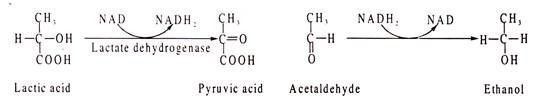 CH₃ NAD NADH₂ CH₃ CH₃ NADH₂ NAD CH₃
H–C–OH C=O C–H H–C–H
Lactate dehydrogenase
COOH COOH O OH
Lactic acid Pyruvic acid Acetaldehyde Ethanol